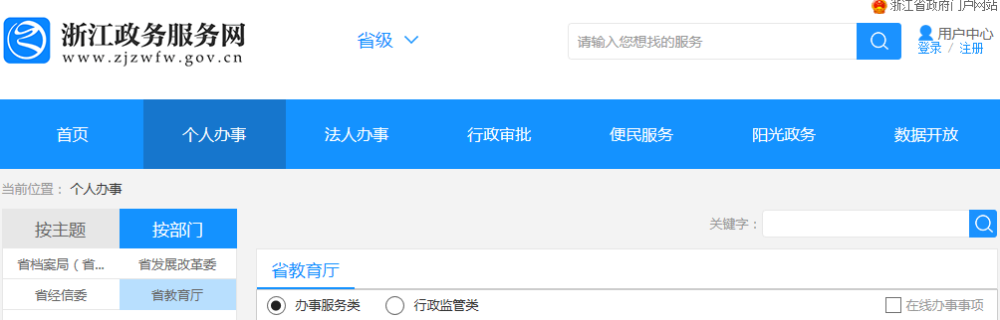 浙江省政府门户网站
浙江政务服务网
www.zjzwfw.gov.cn
省级
请输入您想找的服务
用户中心
登录 / 注册
首页 个人办事 法人办事 行政审批 便民服务 阳光政务 数据开放
当前位置： 个人办事
按主题 按部门
关键字：
省档案局（省... 省发展改革委
省教育厅
省经信委 省教育厅
办事服务类 行政监管类 在线办事事项